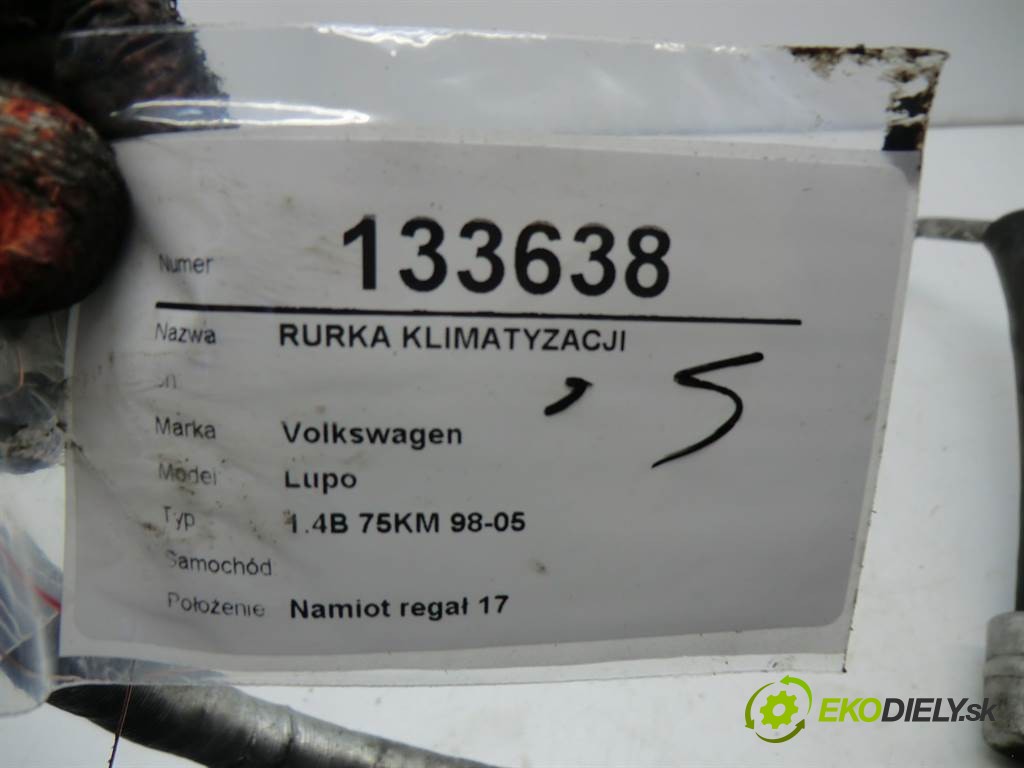 Numer 133638
Nazwa RURKA KLIMATYZACJI
Marka Volkswagen
Model Lupo
Typ 1.4B 75KM 98-05
Samochód
Położenie Namiot regał 17
EKODIELY.sk